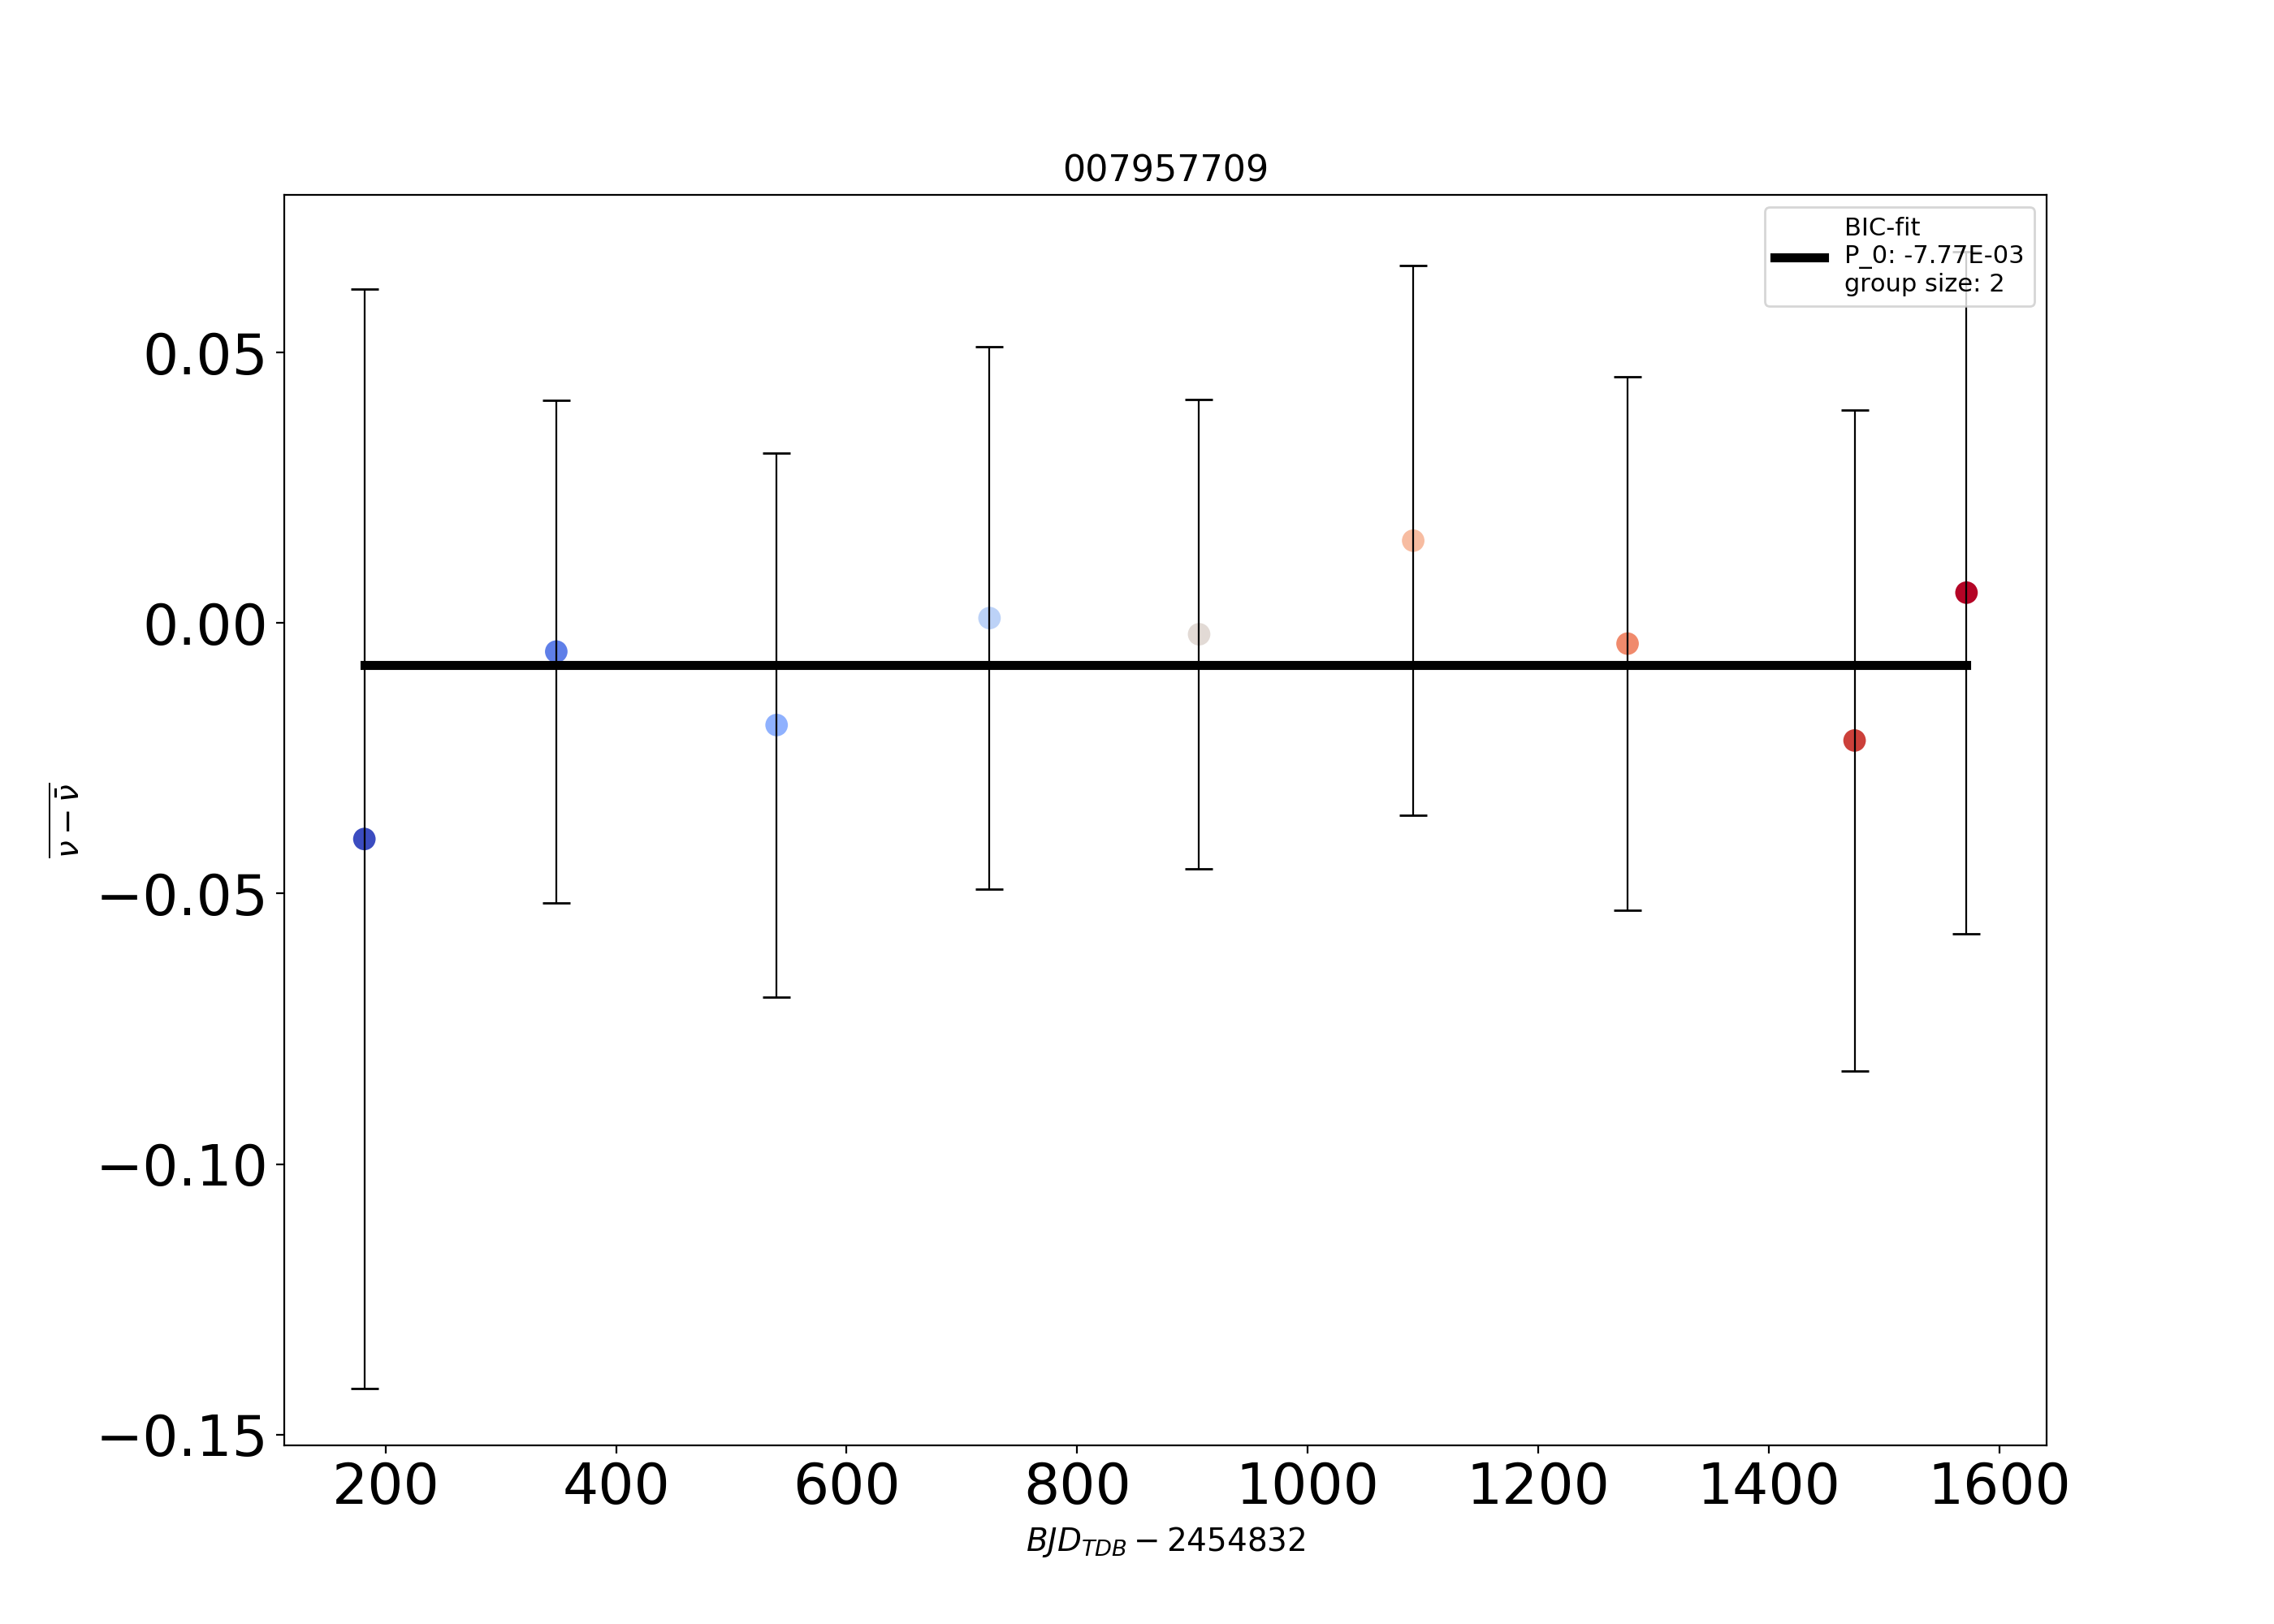 007957709
BIC-fit
P_0: -7.77E-03
group size: 2
0.05
0.00
−0.05
−0.10
−0.15
ν − ν̄
200 400 600 800 1000 1200 1400 1600
BJD_TDB − 2454832